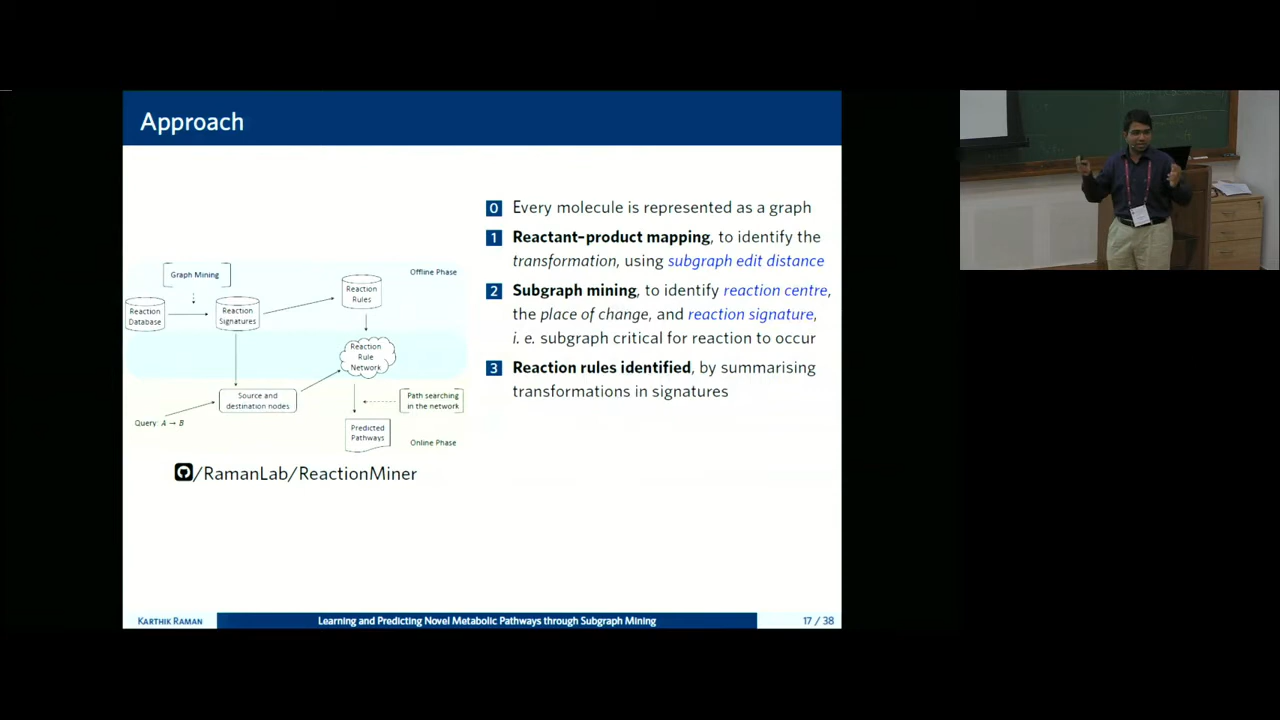 Approach
Graph Mining
Offline Phase
Reaction
Database
Reaction
Signatures
Reaction
Rules
Reaction
Rule
Network
Source and
destination nodes
Path searching
in the network
Query: A → B
Predicted
Pathways
Online Phase
/RamanLab/ReactionMiner
0 Every molecule is represented as a graph
1 Reactant–product mapping, to identify the
transformation, using subgraph edit distance
2 Subgraph mining, to identify reaction centre,
the place of change, and reaction signature,
i. e. subgraph critical for reaction to occur
3 Reaction rules identified, by summarising
transformations in signatures
KARTHIK RAMAN
Learning and Predicting Novel Metabolic Pathways through Subgraph Mining
17 / 38